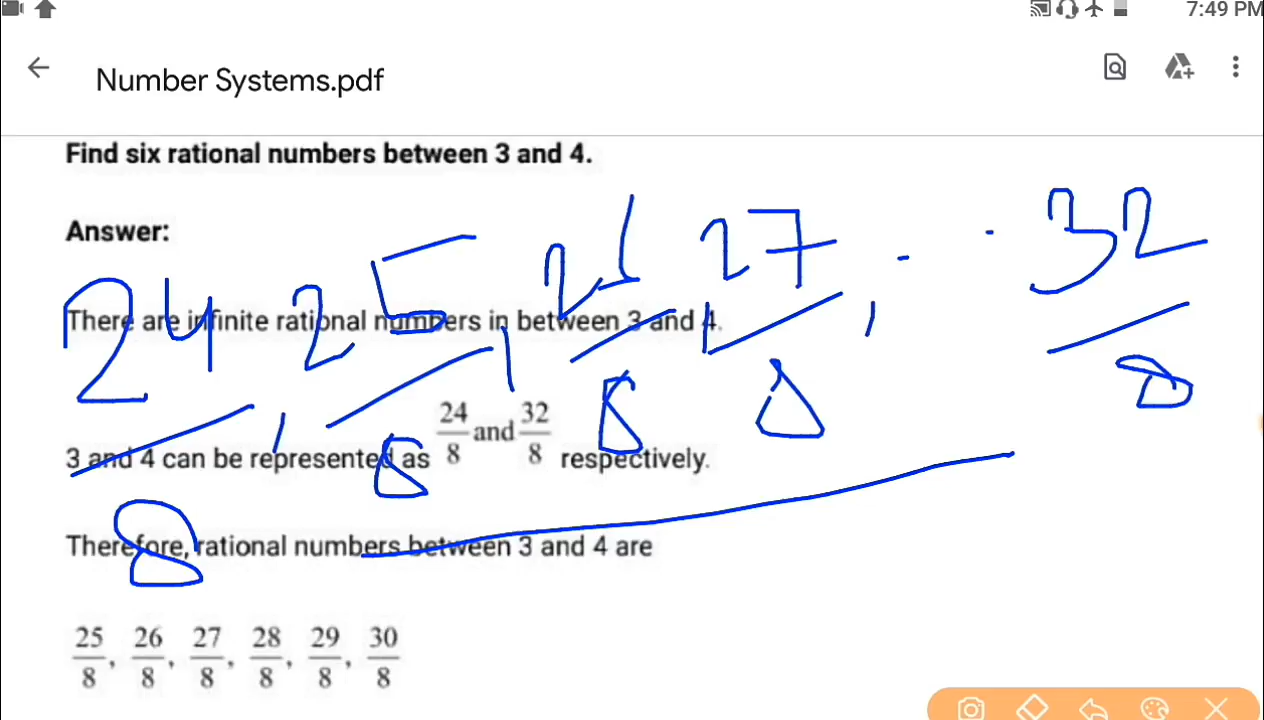 7:49 PM
Number Systems.pdf
Find six rational numbers between 3 and 4.
Answer:
24/8, 25/8, 26/8, 27/8, . . 32/8
There are infinite rational numbers in between 3 and 4.
3 and 4 can be represented as 24/8 and 32/8 respectively.
Therefore, rational numbers between 3 and 4 are
25/8, 26/8, 27/8, 28/8, 29/8, 30/8